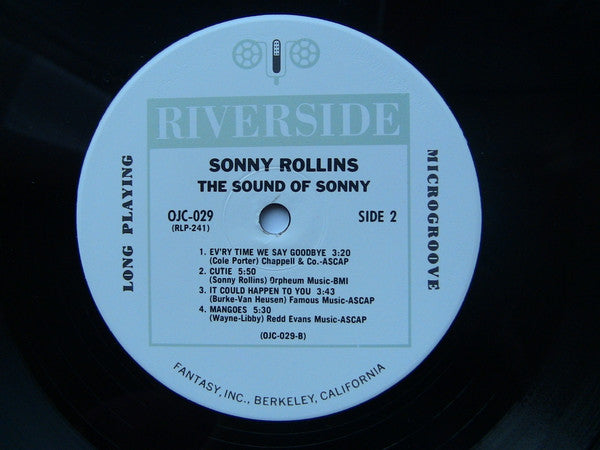 RIVERSIDE
SONNY ROLLINS
THE SOUND OF SONNY
OJC-029
(RLP-241)
SIDE 2
LONG PLAYING
MICROGROOVE
1. EV'RY TIME WE SAY GOODBYE 3:20
(Cole Porter) Chappell & Co.-ASCAP
2. CUTIE 5:50
(Sonny Rollins) Orpheum Music-BMI
3. IT COULD HAPPEN TO YOU 3:43
(Burke-Van Heusen) Famous Music-ASCAP
4. MANGOES 5:30
(Wayne-Libby) Redd Evans Music-ASCAP
(OJC-029-B)
FANTASY, INC., BERKELEY, CALIFORNIA